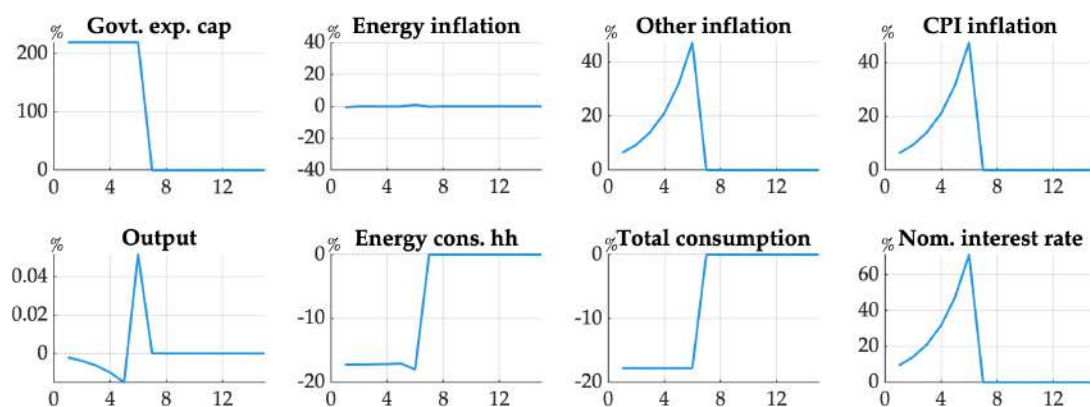 Govt. exp. cap
%
200
100
0
0 4 8 12
Energy inflation
%
40
20
0
-20
-40
0 4 8 12
Other inflation
%
40
20
0
0 4 8 12
CPI inflation
%
40
20
0
0 4 8 12
Output
%
0.04
0.02
0
0 4 8 12
Energy cons. hh
%
0
-10
-20
0 4 8 12
Total consumption
%
0
-10
-20
0 4 8 12
Nom. interest rate
%
60
40
20
0
0 4 8 12